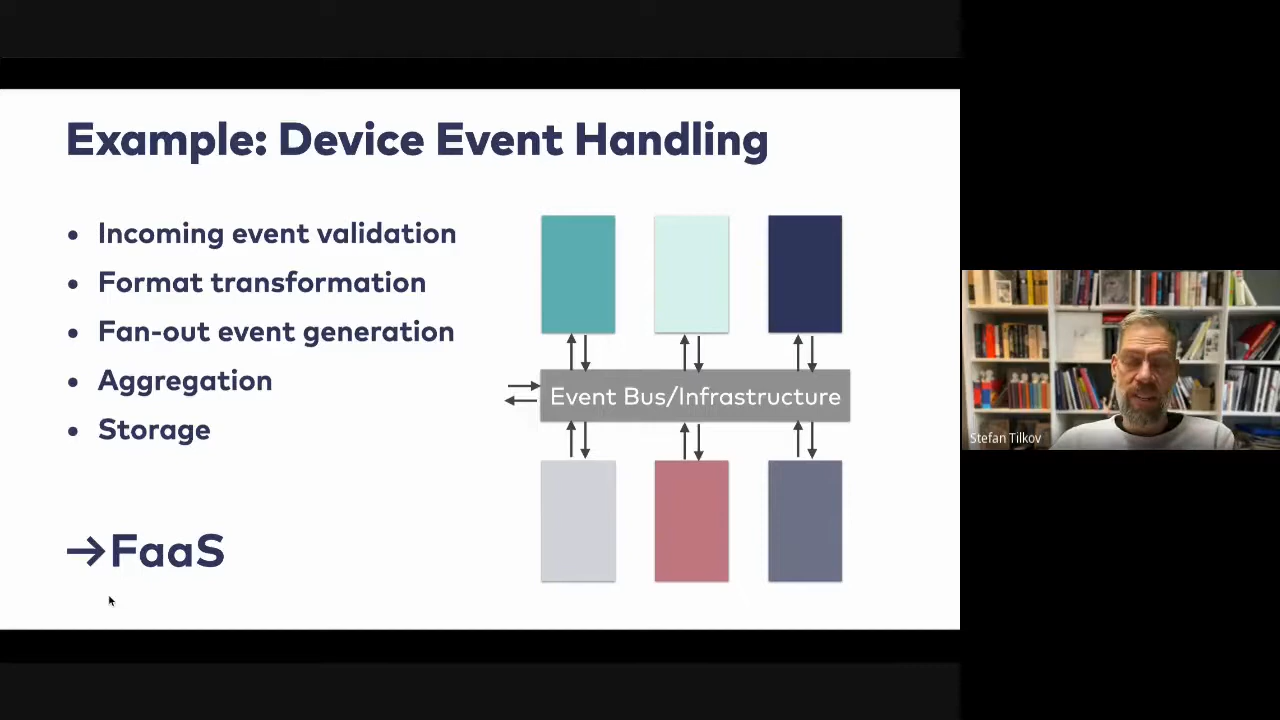 Example: Device Event Handling
• Incoming event validation
• Format transformation
• Fan-out event generation
• Aggregation
• Storage
→FaaS
Event Bus/Infrastructure
Stefan Tilkov